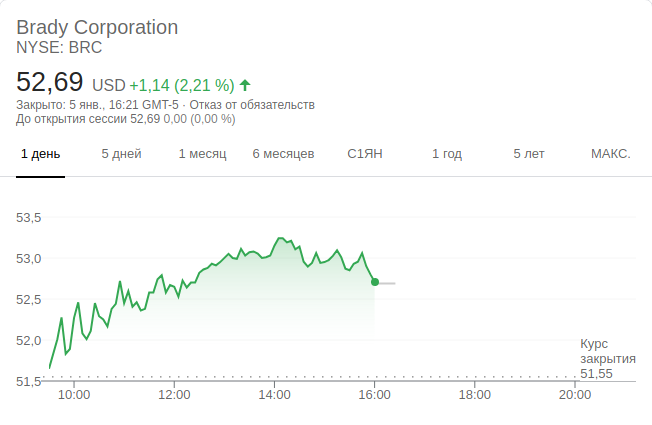 Brady Corporation
NYSE: BRC
52,69 USD +1,14 (2,21 %)
Закрыто: 5 янв., 16:21 GMT-5 · Отказ от обязательств
До открытия сессии 52,69 0,00 (0,00 %)
1 день 5 дней 1 месяц 6 месяцев С1ЯН 1 год 5 лет МАКС.
53,5
53,0
52,5
52,0
Курс
закрытия
51,55
51,5
10:00 12:00 14:00 16:00 18:00 20:00